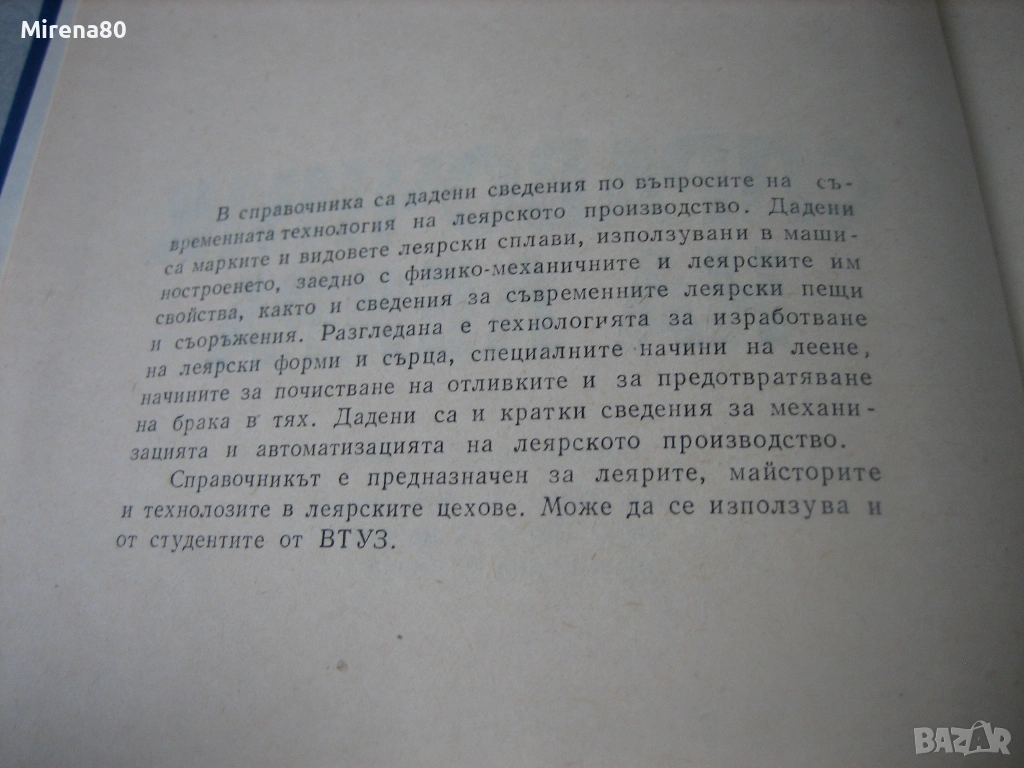 Mirena80
В справочника са дадени сведения по въпросите на съ-
временната технология на леярското производство. Дадени
са марките и видовете леярски сплави, използувани в маши-
ностроенето, заедно с физико-механичните и леярските им
свойства, както и сведения за съвременните леярски пещи
и съоръжения. Разгледана е технологията за изработване
на леярски форми и сърца, специалните начини на леене,
начините за почистване на отливките и за предотвратяване
на брака в тях. Дадени са и кратки сведения за механи-
зацията и автоматизацията на леярското производство.
Справочникът е предназначен за леярите, майсторите
и технолозите в леярските цехове. Може да се използува и
от студентите от ВТУЗ.
BAZAR